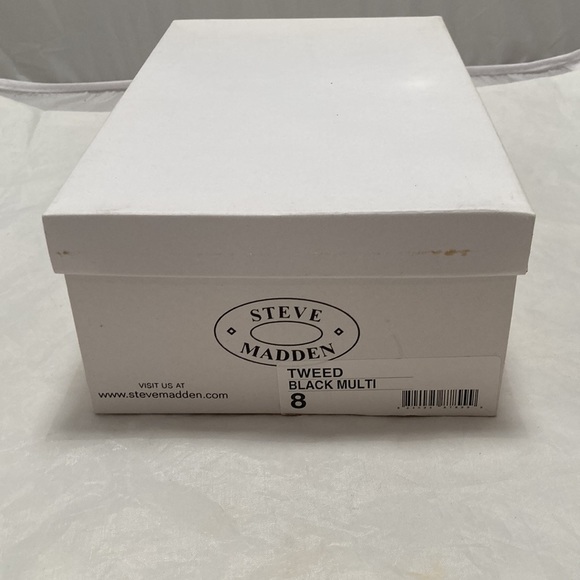 STEVE
MADDEN
TWEED
BLACK MULTI
8
VISIT US AT
www.stevemadden.com